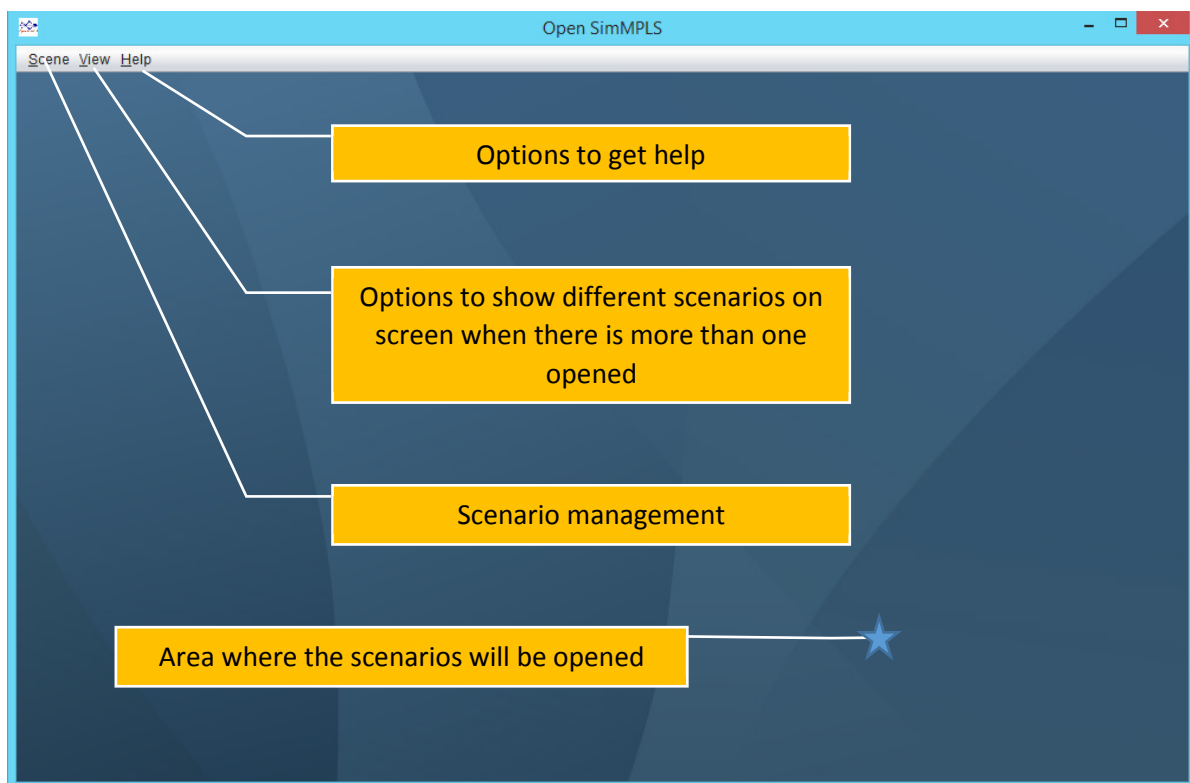 Open SimMPLS
Scene View Help
Options to get help
Options to show different scenarios on
screen when there is more than one
opened
Scenario management
Area where the scenarios will be opened